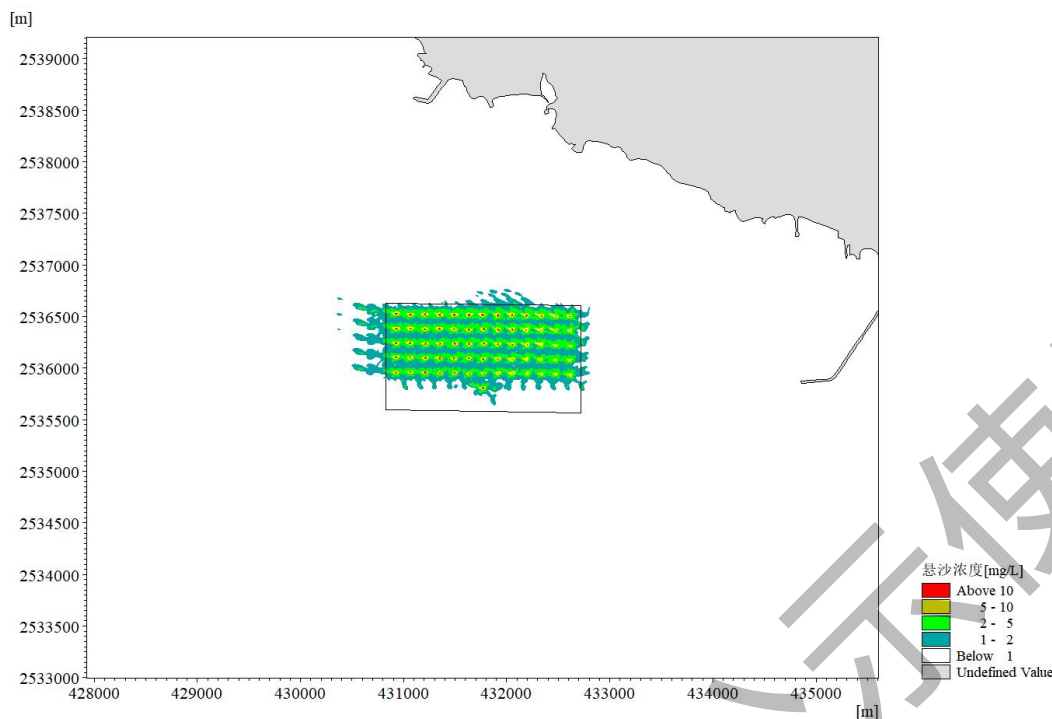 [m]
2539000
2538500
2538000
2537500
2537000
2536500
2536000
2535500
2535000
2534500
2534000
2533500
2533000
428000 429000 430000 431000 432000 433000 434000 435000
[m]
悬沙浓度[mg/L]
Above 10
5 - 10
2 - 5
1 - 2
Below 1
Undefined Value
示
使